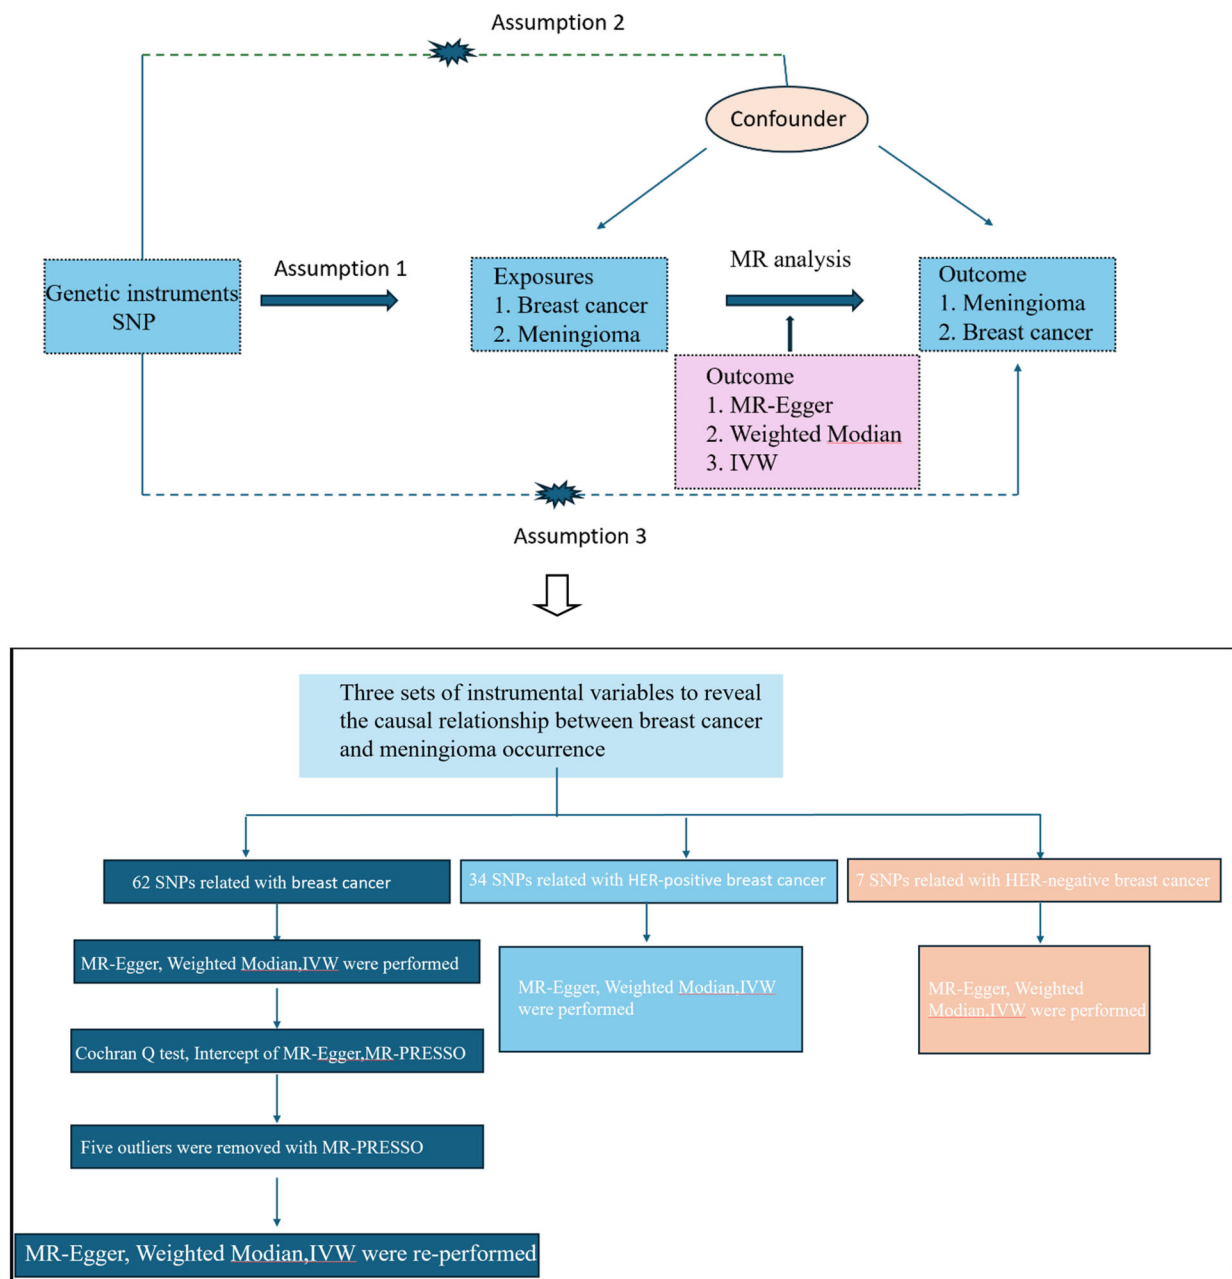 Assumption 2
Confounder
Assumption 1
MR analysis
Genetic instruments
SNP
Exposures
1. Breast cancer
2. Meningioma
Outcome
1. Meningioma
2. Breast cancer
Outcome
1. MR-Egger
2. Weighted Modian
3. IVW
Assumption 3
Three sets of instrumental variables to reveal
the causal relationship between breast cancer
and meningioma occurrence
62 SNPs related with breast cancer
34 SNPs related with HER-positive breast cancer
7 SNPs related with HER-negative breast cancer
MR-Egger, Weighted Modian,IVW were performed
MR-Egger, Weighted Modian,IVW
were performed
MR-Egger, Weighted
Modian,IVW were performed
Cochran Q test, Intercept of MR-Egger,MR-PRESSO
Five outliers were removed with MR-PRESSO
MR-Egger, Weighted Modian,IVW were re-performed